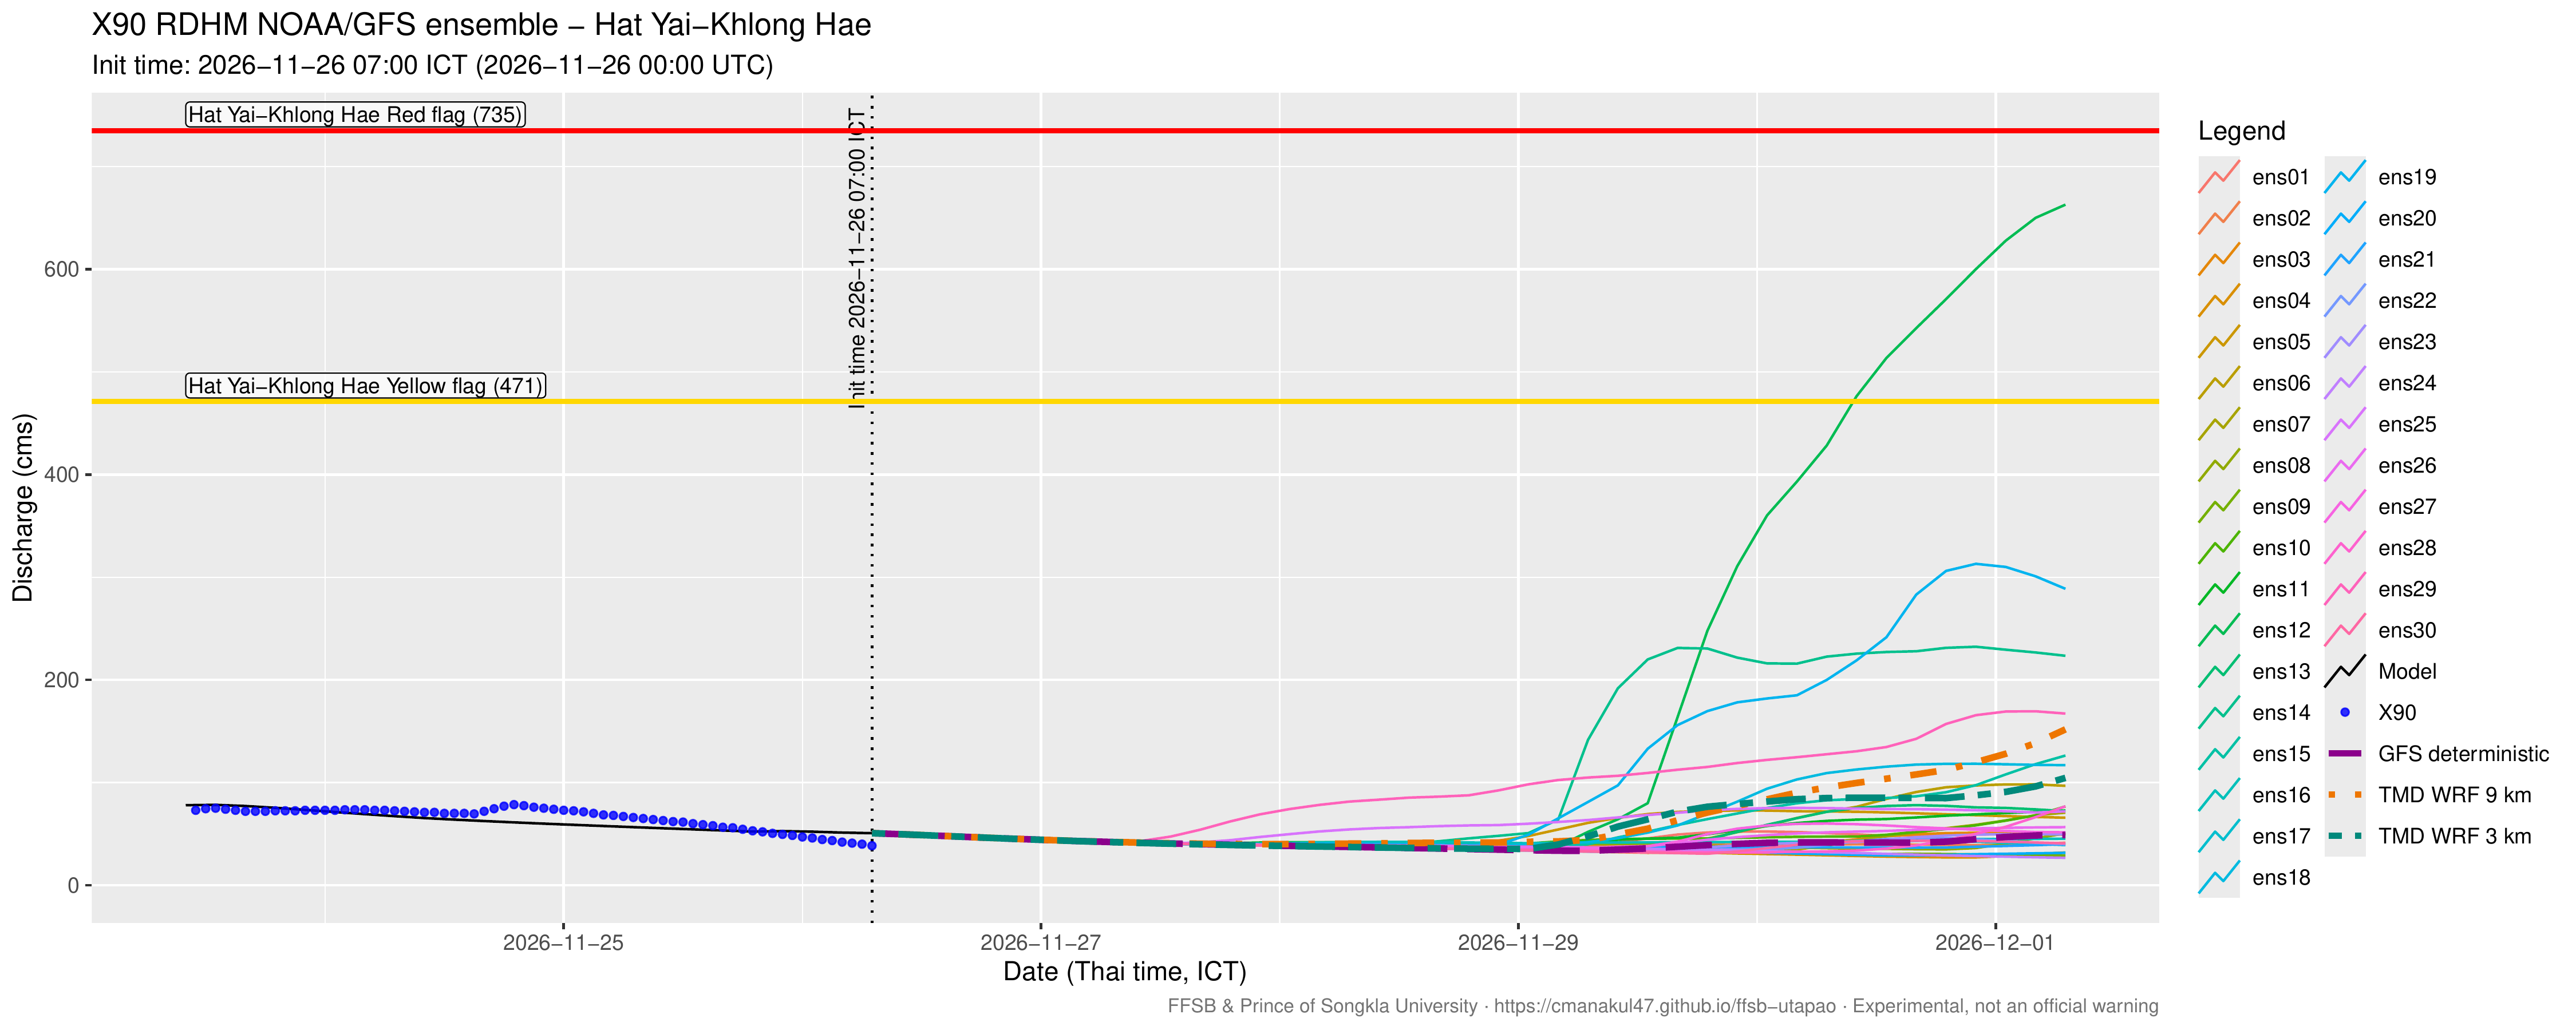 X90 RDHM NOAA/GFS ensemble – Hat Yai–Khlong Hae
Init time: 2026–11–26 07:00 ICT (2026–11–26 00:00 UTC)
Hat Yai–Khlong Hae Red flag (735)
Hat Yai–Khlong Hae Yellow flag (471)
Init time 2026–11–26 07:00 ICT
Discharge (cms)
600
400
200
0
2026–11–25
2026–11–27
2026–11–29
2026–12–01
Date (Thai time, ICT)
Legend
ens01
ens02
ens03
ens04
ens05
ens06
ens07
ens08
ens09
ens10
ens11
ens12
ens13
ens14
ens15
ens16
ens17
ens18
ens19
ens20
ens21
ens22
ens23
ens24
ens25
ens26
ens27
ens28
ens29
ens30
Model
X90
GFS deterministic
TMD WRF 9 km
TMD WRF 3 km
FFSB & Prince of Songkla University · https://cmanakul47.github.io/ffsb–utapao · Experimental, not an official warning